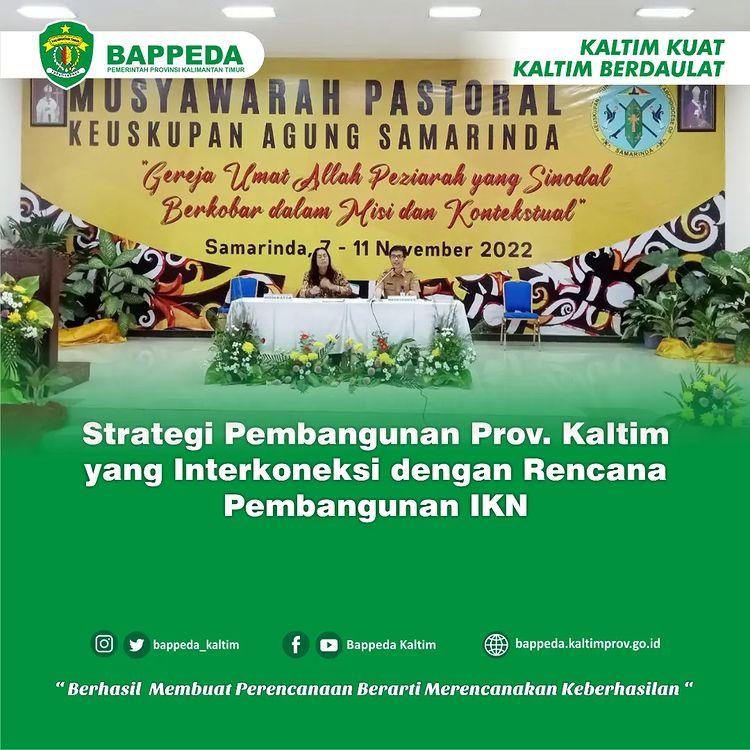 BAPPEDA
PEMERINTAH PROVINSI KALIMANTAN TIMUR
KALTIM KUAT
KALTIM BERDAULAT
MUSYAWARAH PASTORAL
KEUSKUPAN AGUNG SAMARINDA
"Gereja Umat Allah Peziarah yang Sinodal
Berkobar dalam Misi dan Kontekstual"
Samarinda, 7 - 11 November 2022
SAMARINDA
MODERATOR
Strategi Pembangunan Prov. Kaltim
yang Interkoneksi dengan Rencana
Pembangunan IKN
bappeda_kaltim
Bappeda Kaltim
bappeda.kaltimprov.go.id
“ Berhasil Membuat Perencanaan Berarti Merencanakan Keberhasilan “